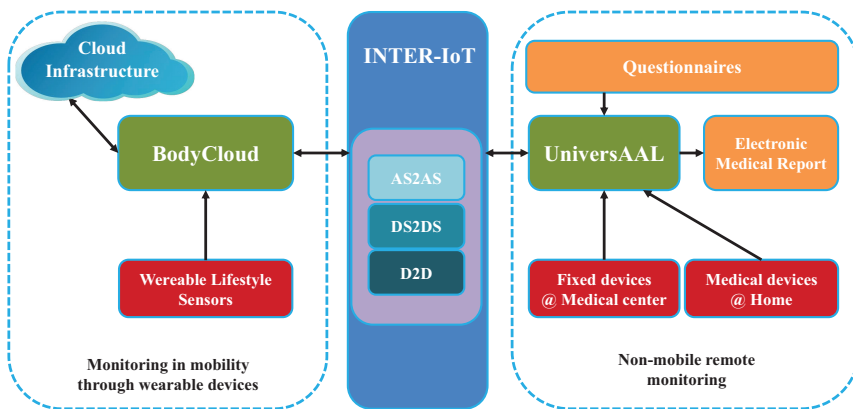 Cloud
Infrastructure
BodyCloud
Wereable Lifestyle
Sensors
Monitoring in mobility
through wearable devices
INTER-IoT
AS2AS
DS2DS
D2D
Questionnaires
UniversAAL
Electronic
Medical Report
Fixed devices
@ Medical center
Medical devices
@ Home
Non-mobile remote
monitoring